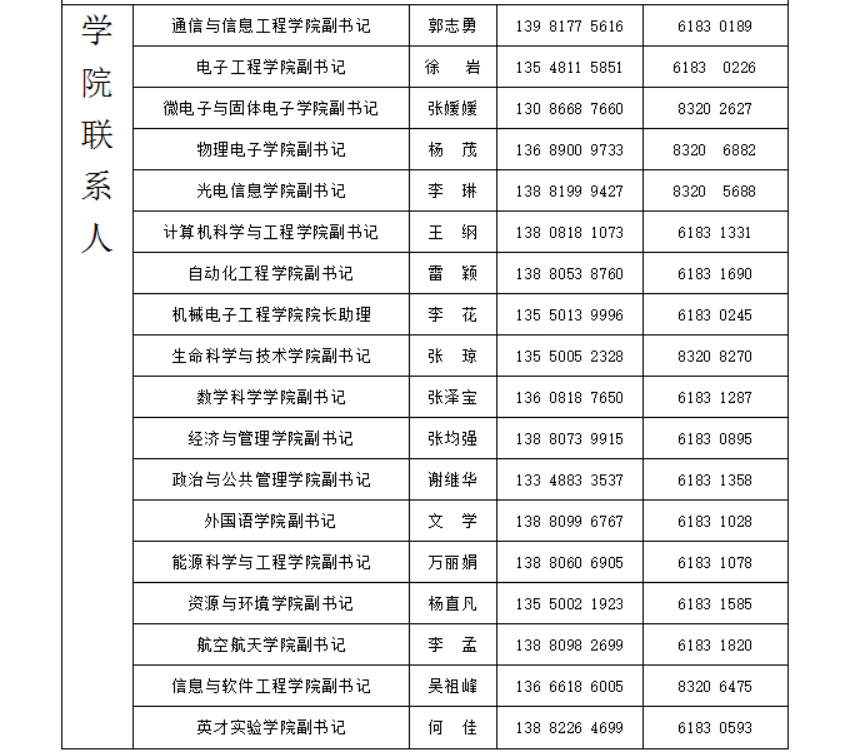 学院联系人
通信与信息工程学院副书记 郭志勇 139 8177 5616 6183 0189
电子工程学院副书记 徐 岩 135 4811 5851 6183 0226
微电子与固体电子学院副书记 张媛媛 130 8668 7660 8320 2627
物理电子学院副书记 杨 茂 136 8900 9733 8320 6882
光电信息学院副书记 李 琳 138 8199 9427 8320 5688
计算机科学与工程学院副书记 王 纲 138 0818 1073 6183 1331
自动化工程学院副书记 雷 颖 138 8053 8760 6183 1690
机械电子工程学院院长助理 李 花 135 5013 9996 6183 0245
生命科学与技术学院副书记 张 琼 135 5005 2328 8320 8270
数学科学学院副书记 张泽宝 136 0818 7650 6183 1287
经济与管理学院副书记 张均强 138 8073 9915 6183 0895
政治与公共管理学院副书记 谢继华 133 4883 3537 6183 1358
外国语学院副书记 文 学 138 8099 6767 6183 1028
能源科学与工程学院副书记 万丽娟 138 8060 6905 6183 1078
资源与环境学院副书记 杨直凡 135 5002 1923 6183 1585
航空航天学院副书记 李 孟 138 8098 2699 6183 1820
信息与软件工程学院副书记 吴祖峰 136 6618 6005 8320 6475
英才实验学院副书记 何 佳 138 8226 4699 6183 0593